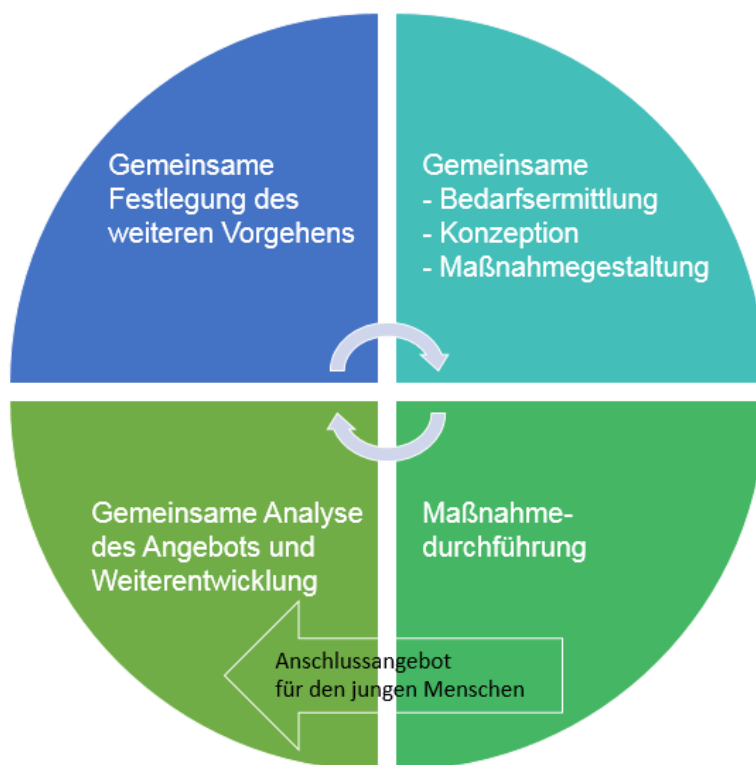 Gemeinsame
Festlegung des
weiteren Vorgehens
Gemeinsame
- Bedarfsermittlung
- Konzeption
- Maßnahmegestaltung
Gemeinsame Analyse
des Angebots und
Weiterentwicklung
Maßnahme-
durchführung
Anschlussangebot
für den jungen Menschen